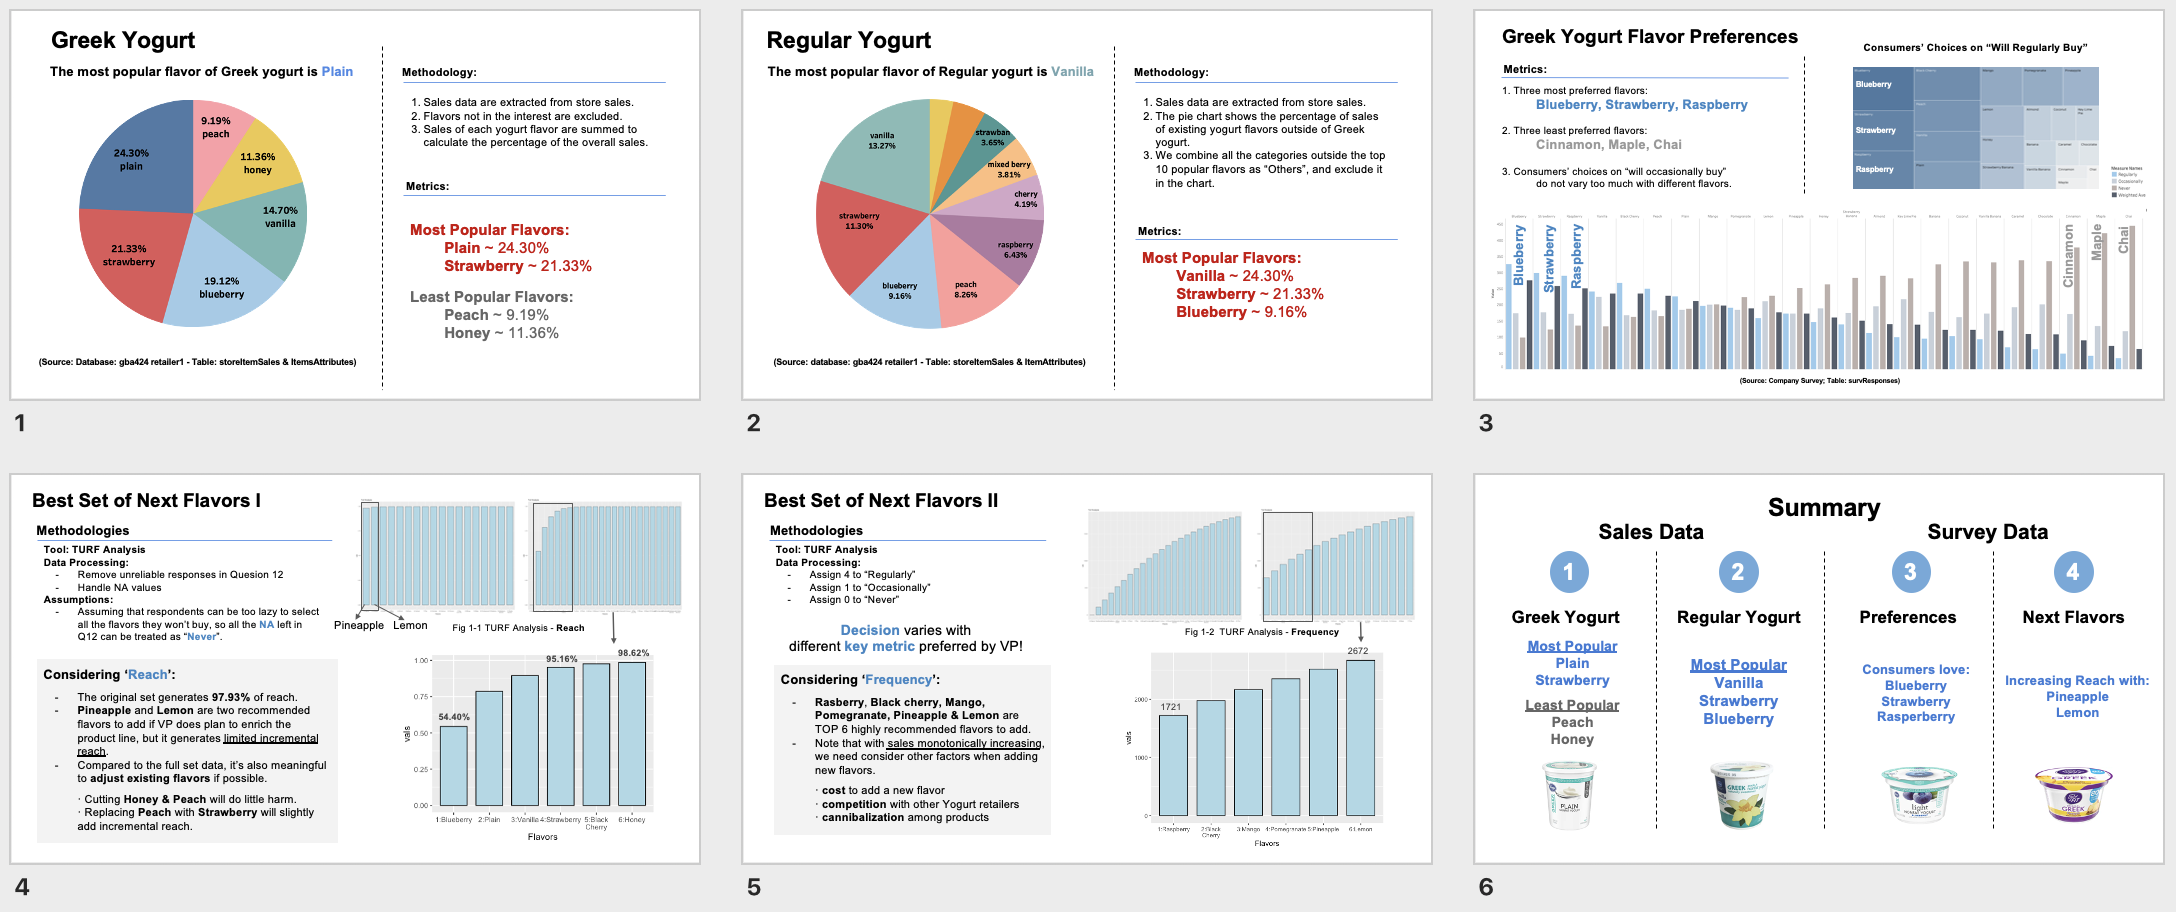 Greek Yogurt
The most popular flavor of Greek yogurt is Plain
9.19%
peach
24.30%
plain
11.36%
honey
14.70%
vanilla
21.33%
strawberry
19.12%
blueberry
(Source: Database: gba424 retailer1 - Table: storeItemSales & ItemsAttributes)
Methodology:
1. Sales data are extracted from store sales.
2. Flavors not in the interest are excluded.
3. Sales of each yogurt flavor are summed to
calculate the percentage of the overall sales.
Metrics:
Most Popular Flavors:
Plain ~ 24.30%
Strawberry ~ 21.33%
Least Popular Flavors:
Peach ~ 9.19%
Honey ~ 11.36%
1
Regular Yogurt
The most popular flavor of Regular yogurt is Vanilla
vanilla
13.27%
strawban
3.65%
mixed berry
3.81%
cherry
4.19%
strawberry
11.30%
raspberry
6.43%
blueberry
9.16%
peach
8.26%
(Source: database: gba424 retailer1 - Table: storeItemSales & ItemAttributes)
Methodology:
1. Sales data are extracted from store sales.
2. The pie chart shows the percentage of sales
of existing yogurt flavors outside of Greek
yogurt.
3. We combine all the categories outside the top
10 popular flavors as "Others", and exclude it
in the chart.
Metrics:
Most Popular Flavors:
Vanilla ~ 24.30%
Strawberry ~ 21.33%
Blueberry ~ 9.16%
2
Greek Yogurt Flavor Preferences
Metrics:
1. Three most preferred flavors:
Blueberry, Strawberry, Raspberry
2. Three least preferred flavors:
Cinnamon, Maple, Chai
3. Consumers' choices on "will occasionally buy"
do not vary too much with different flavors.
Consumers' Choices on "Will Regularly Buy"
Blueberry
Strawberry
Raspberry
Measure Names
Regularly
Occasionally
Never
Weighted Ave
Blueberry
Strawberry
Raspberry
Cinnamon
Maple
Chai
(Source: Company Survey; Table: survResponses)
3
Best Set of Next Flavors I
Methodologies
Tool: TURF Analysis
Data Processing:
- Remove unreliable responses in Quesion 12
- Handle NA values
Assumptions:
- Assuming that respondents can be too lazy to select
all the flavors they won't buy, so all the NA left in
Q12 can be treated as "Never".
Considering 'Reach':
- The original set generates 97.93% of reach.
- Pineapple and Lemon are two recommended
flavors to add if VP does plan to enrich the
product line, but it generates limited incremental
reach.
- Compared to the full set data, it's also meaningful
to adjust existing flavors if possible.
· Cutting Honey & Peach will do little harm.
· Replacing Peach with Strawberry will slightly
add incremental reach.
Pineapple Lemon
Fig 1-1 TURF Analysis - Reach
98.62%
95.16%
54.40%
1.00
0.75
0.50
0.25
0.00
vals
1:Blueberry 2:Plain 3:Vanilla 4:Strawberry 5:Black Cherry 6:Honey
Flavors
4
Best Set of Next Flavors II
Methodologies
Tool: TURF Analysis
Data Processing:
- Assign 4 to "Regularly"
- Assign 1 to "Occasionally"
- Assign 0 to "Never"
Decision varies with
different key metric preferred by VP!
Considering 'Frequency':
- Rasberry, Black cherry, Mango,
Pomegranate, Pineapple & Lemon are
TOP 6 highly recommended flavors to add.
- Note that with sales monotonically increasing,
we need consider other factors when adding
new flavors.
· cost to add a new flavor
· competition with other Yogurt retailers
· cannibalization among products
Fig 1-2 TURF Analysis - Frequency
2672
1721
2000
1000
0
vals
1:Raspberry 2:Black Cherry 3:Mango 4:Pomegranate 5:Pineapple 6:Lemon
Flavors
5
Summary
Sales Data
Survey Data
1
2
3
4
Greek Yogurt
Regular Yogurt
Preferences
Next Flavors
Most Popular
Plain
Strawberry
Least Popular
Peach
Honey
Most Popular
Vanilla
Strawberry
Blueberry
Consumers love:
Blueberry
Strawberry
Rasperberry
Increasing Reach with:
Pineapple
Lemon
PLAIN
GREEK
light
GREEK
6